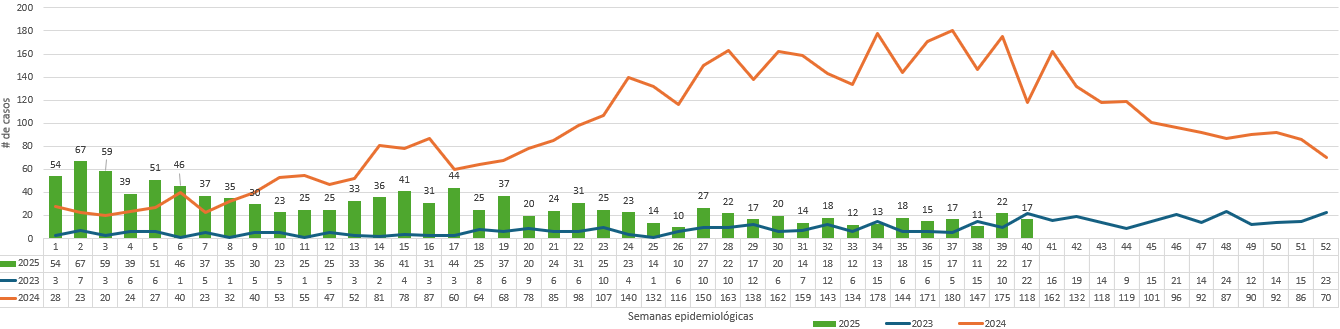 200
180
160
140
120
100
80
60
40
20
0
# de casos
54 67 59 39 51 46 37 35 30 23 25 25 33 36 41 31 44 25 37 20 24 31 25 23 14 10 27 22 17 20 14 18 12 13 18 15 17 11 22 17
1 2 3 4 5 6 7 8 9 10 11 12 13 14 15 16 17 18 19 20 21 22 23 24 25 26 27 28 29 30 31 32 33 34 35 36 37 38 39 40 41 42 43 44 45 46 47 48 49 50 51 52
2025 54 67 59 39 51 46 37 35 30 23 25 25 33 36 41 31 44 25 37 20 24 31 25 23 14 10 27 22 17 20 14 18 12 13 18 15 17 11 22 17
2023 3 7 3 6 6 1 5 1 5 5 1 5 3 2 4 3 3 8 6 9 6 6 10 4 1 6 10 10 12 6 7 12 6 15 6 6 5 15 10 22 16 19 14 9 15 21 14 24 12 14 15 23
2024 28 23 20 24 27 40 23 32 40 53 55 47 52 81 78 87 60 64 68 78 85 98 107 140 132 116 150 163 138 162 159 143 134 178 144 171 180 147 175 118 162 132 118 119 101 96 92 87 90 92 86 70
Semanas epidemiológicas
2025 2023 2024